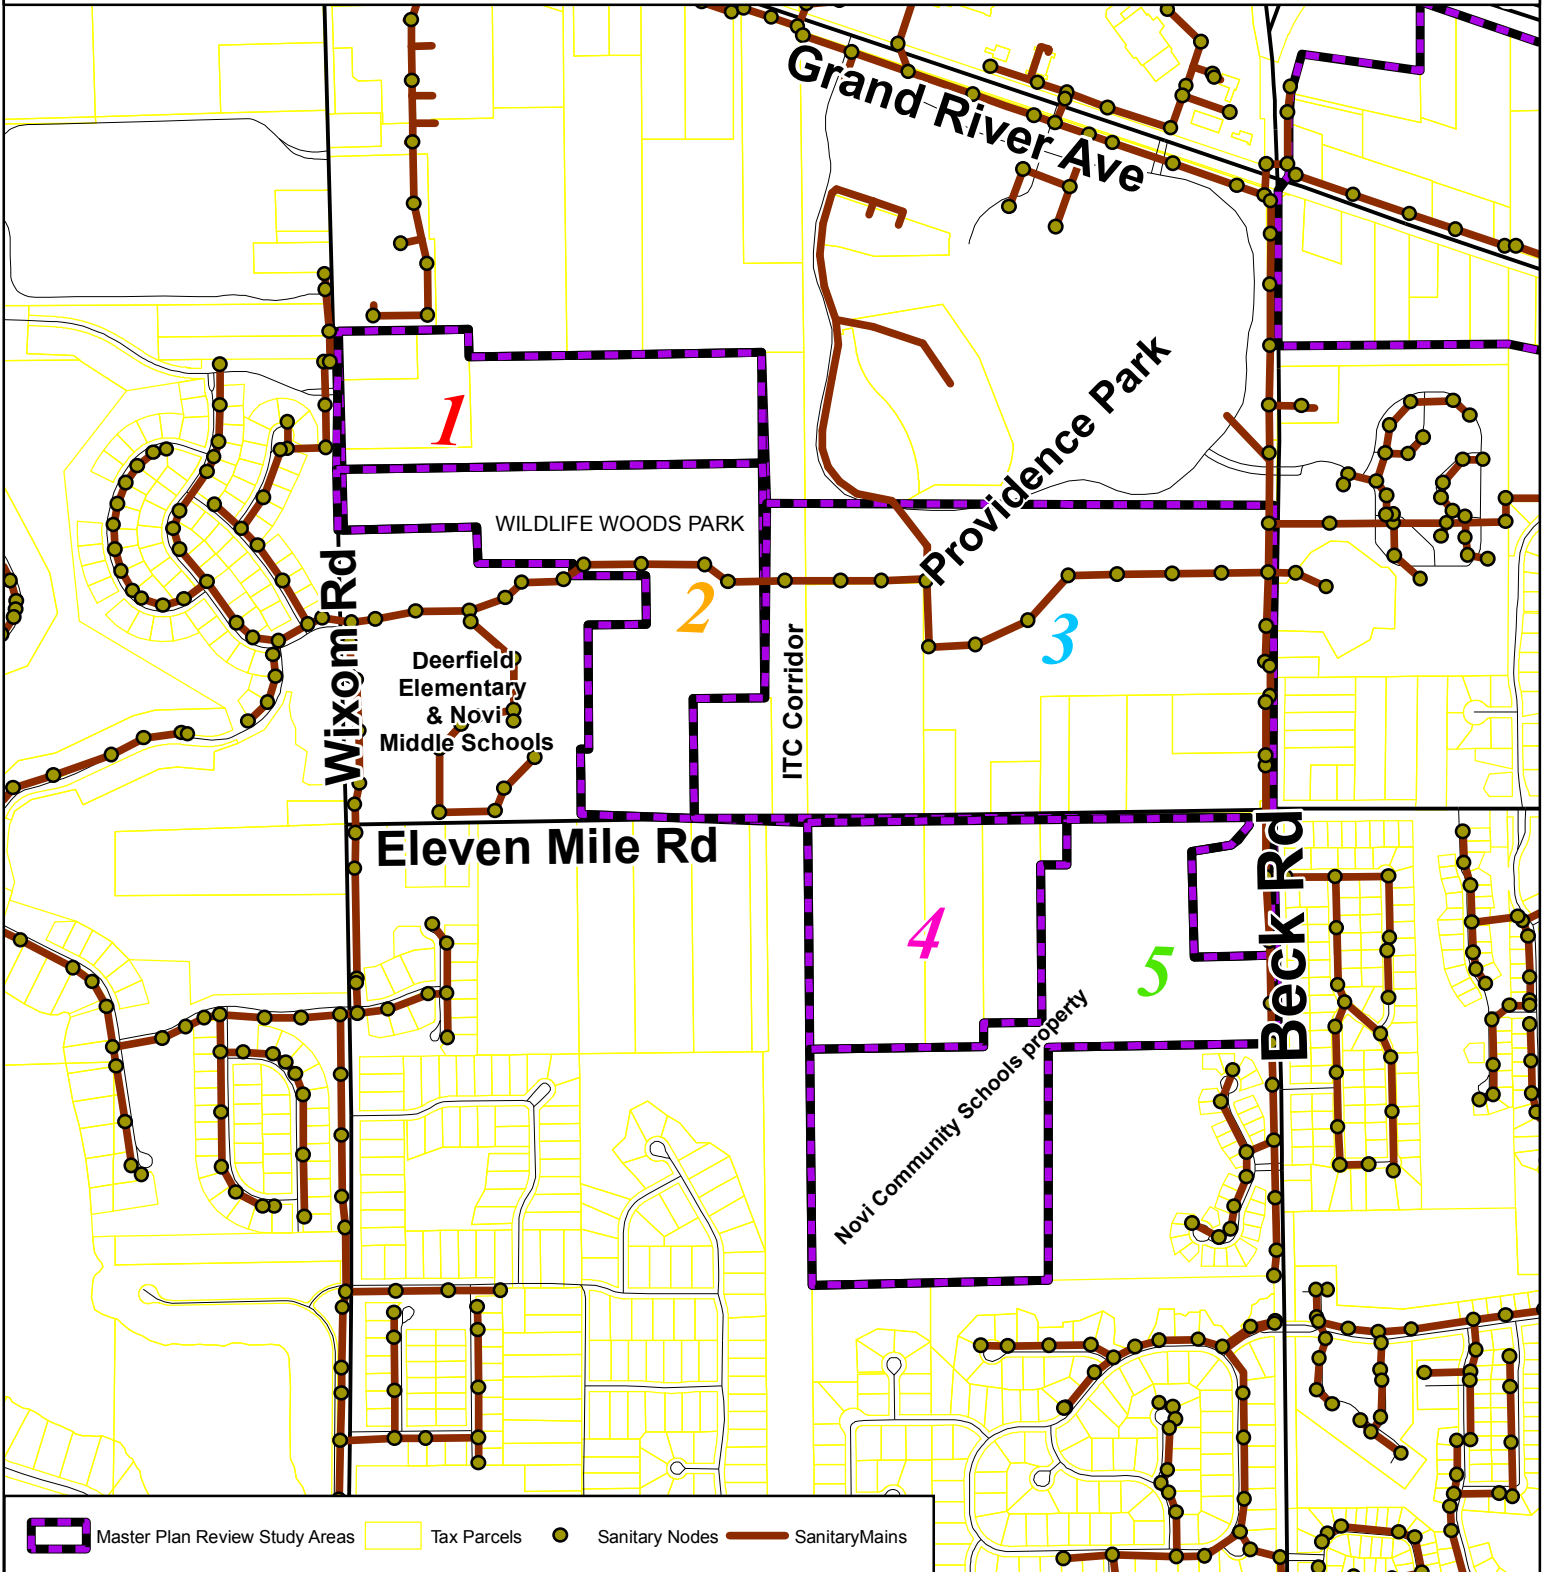 Grand River Ave
Providence Park
1
WILDLIFE WOODS PARK
Wixom Rd
2
3
Deerfield
Elementary
& Novi
Middle Schools
ITC Corridor
Eleven Mile Rd
Beck Rd
4
5
Novi Community Schools property
Master Plan Review Study Areas
Tax Parcels
Sanitary Nodes
SanitaryMains